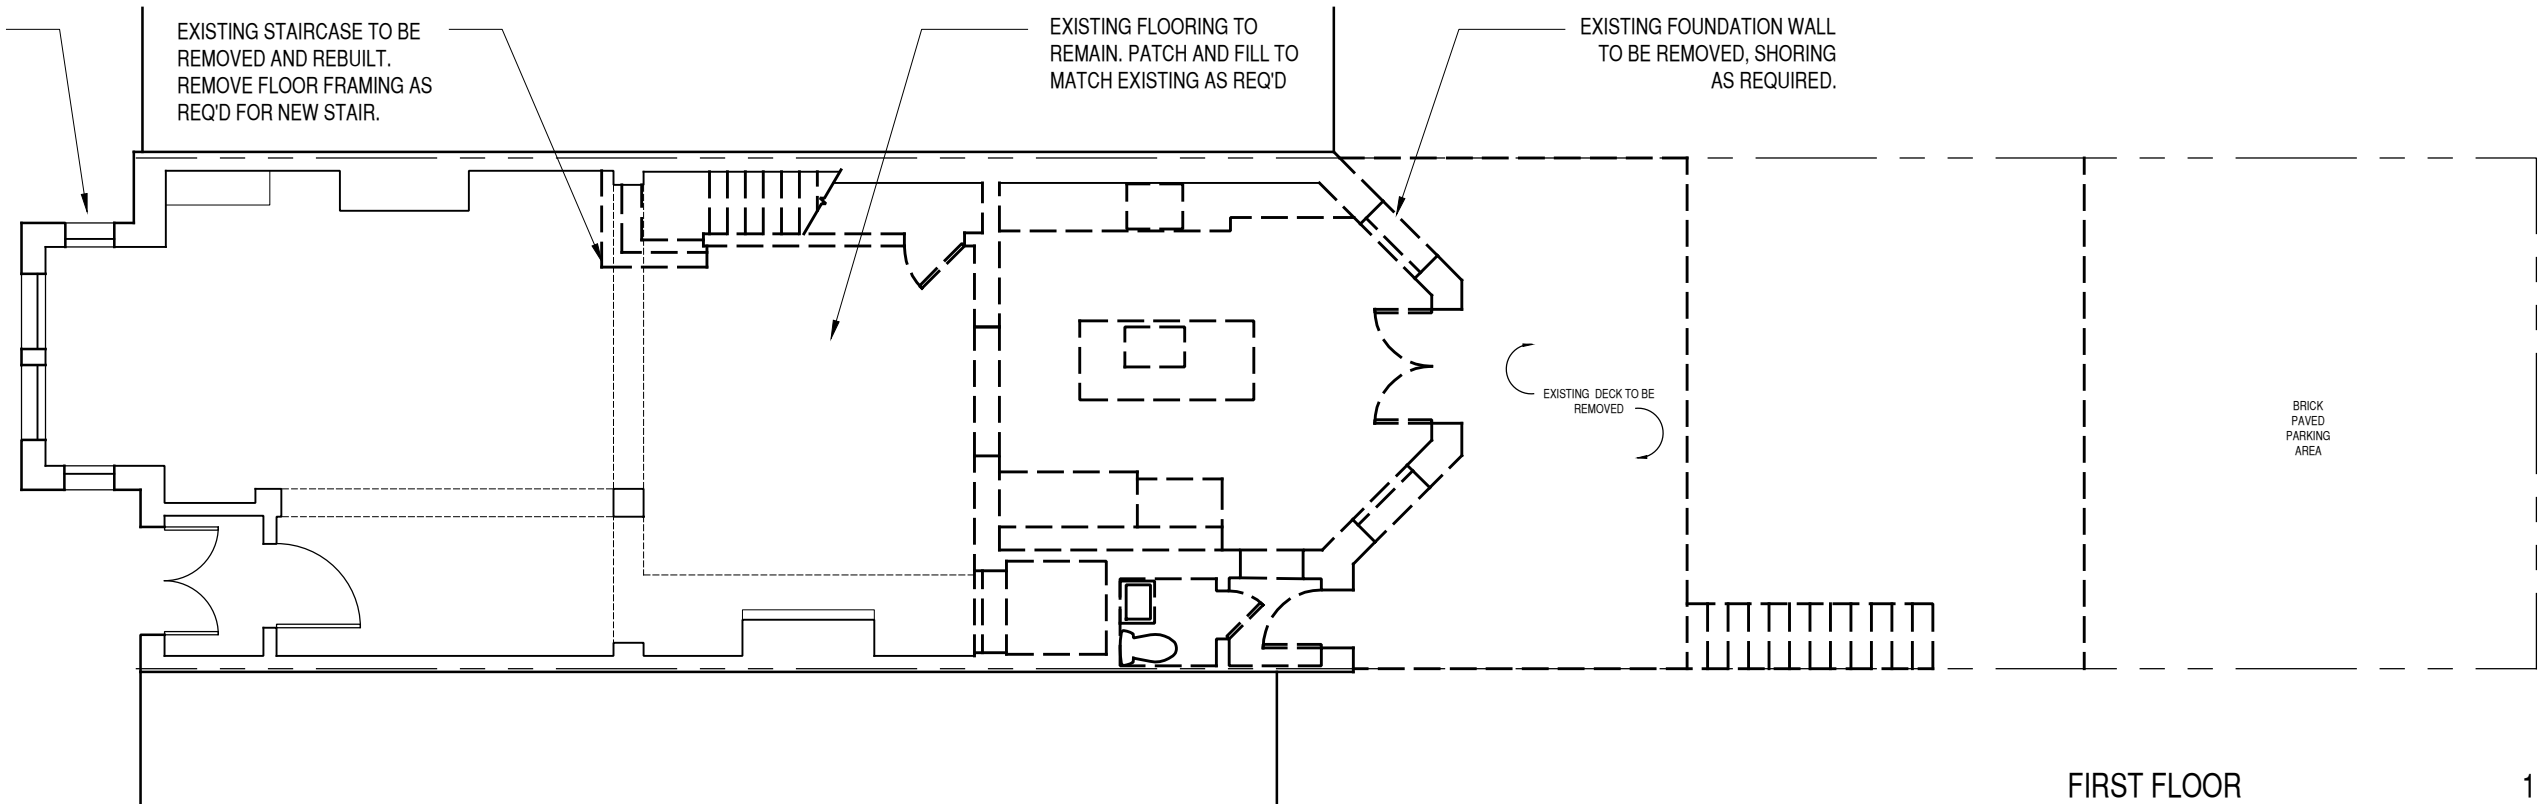 EXISTING STAIRCASE TO BE
REMOVED AND REBUILT.
REMOVE FLOOR FRAMING AS
REQ'D FOR NEW STAIR.
EXISTING FLOORING TO
REMAIN. PATCH AND FILL TO
MATCH EXISTING AS REQ'D
EXISTING FOUNDATION WALL
TO BE REMOVED, SHORING
AS REQUIRED.
EXISTING DECK TO BE
REMOVED
BRICK
PAVED
PARKING
AREA
FIRST FLOOR 1